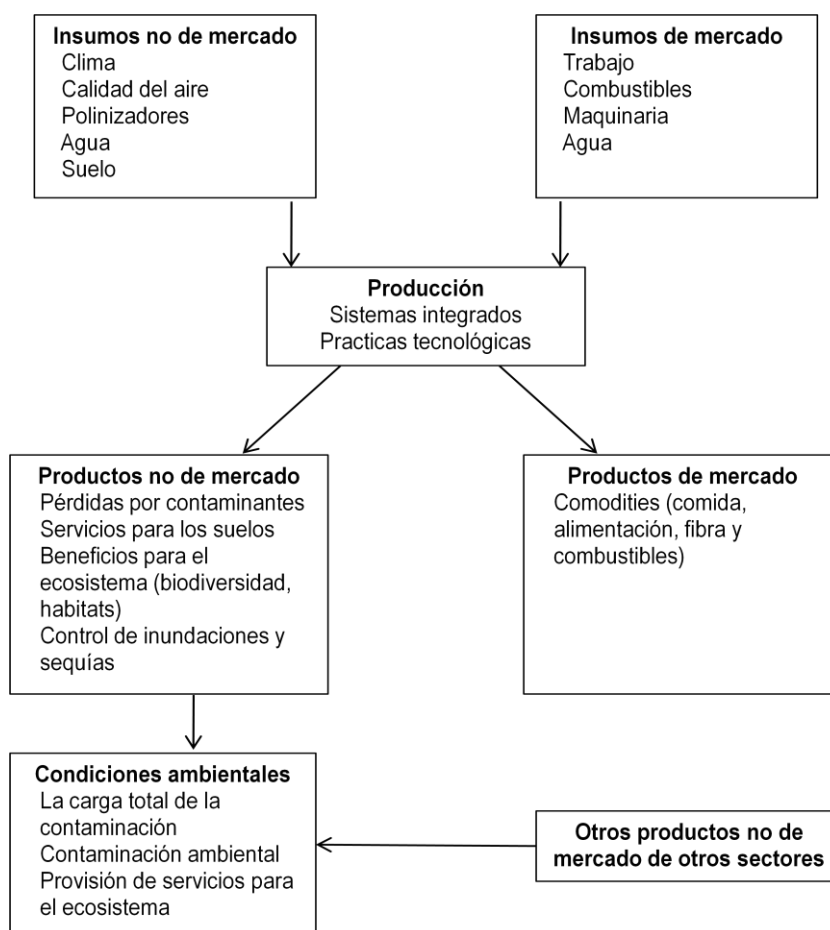 Insumos no de mercado
Clima
Calidad del aire
Polinizadores
Agua
Suelo
Insumos de mercado
Trabajo
Combustibles
Maquinaria
Agua
Producción
Sistemas integrados
Practicas tecnológicas
Productos no de mercado
Pérdidas por contaminantes
Servicios para los suelos
Beneficios para el
ecosistema (biodiversidad,
habitats)
Control de inundaciones y
sequías
Productos de mercado
Comodities (comida,
alimentación, fibra y
combustibles)
Condiciones ambientales
La carga total de la
contaminación
Contaminación ambiental
Provisión de servicios para
el ecosistema
Otros productos no de
mercado de otros sectores